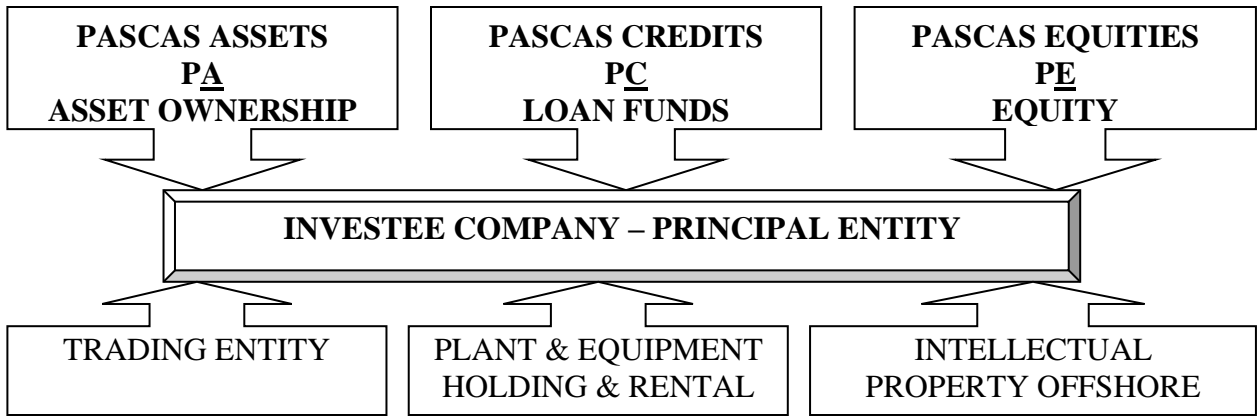 PASCAS ASSETS
PA
ASSET OWNERSHIP
PASCAS CREDITS
PC
LOAN FUNDS
PASCAS EQUITIES
PE
EQUITY
INVESTEE COMPANY – PRINCIPAL ENTITY
TRADING ENTITY
PLANT & EQUIPMENT
HOLDING & RENTAL
INTELLECTUAL
PROPERTY OFFSHORE